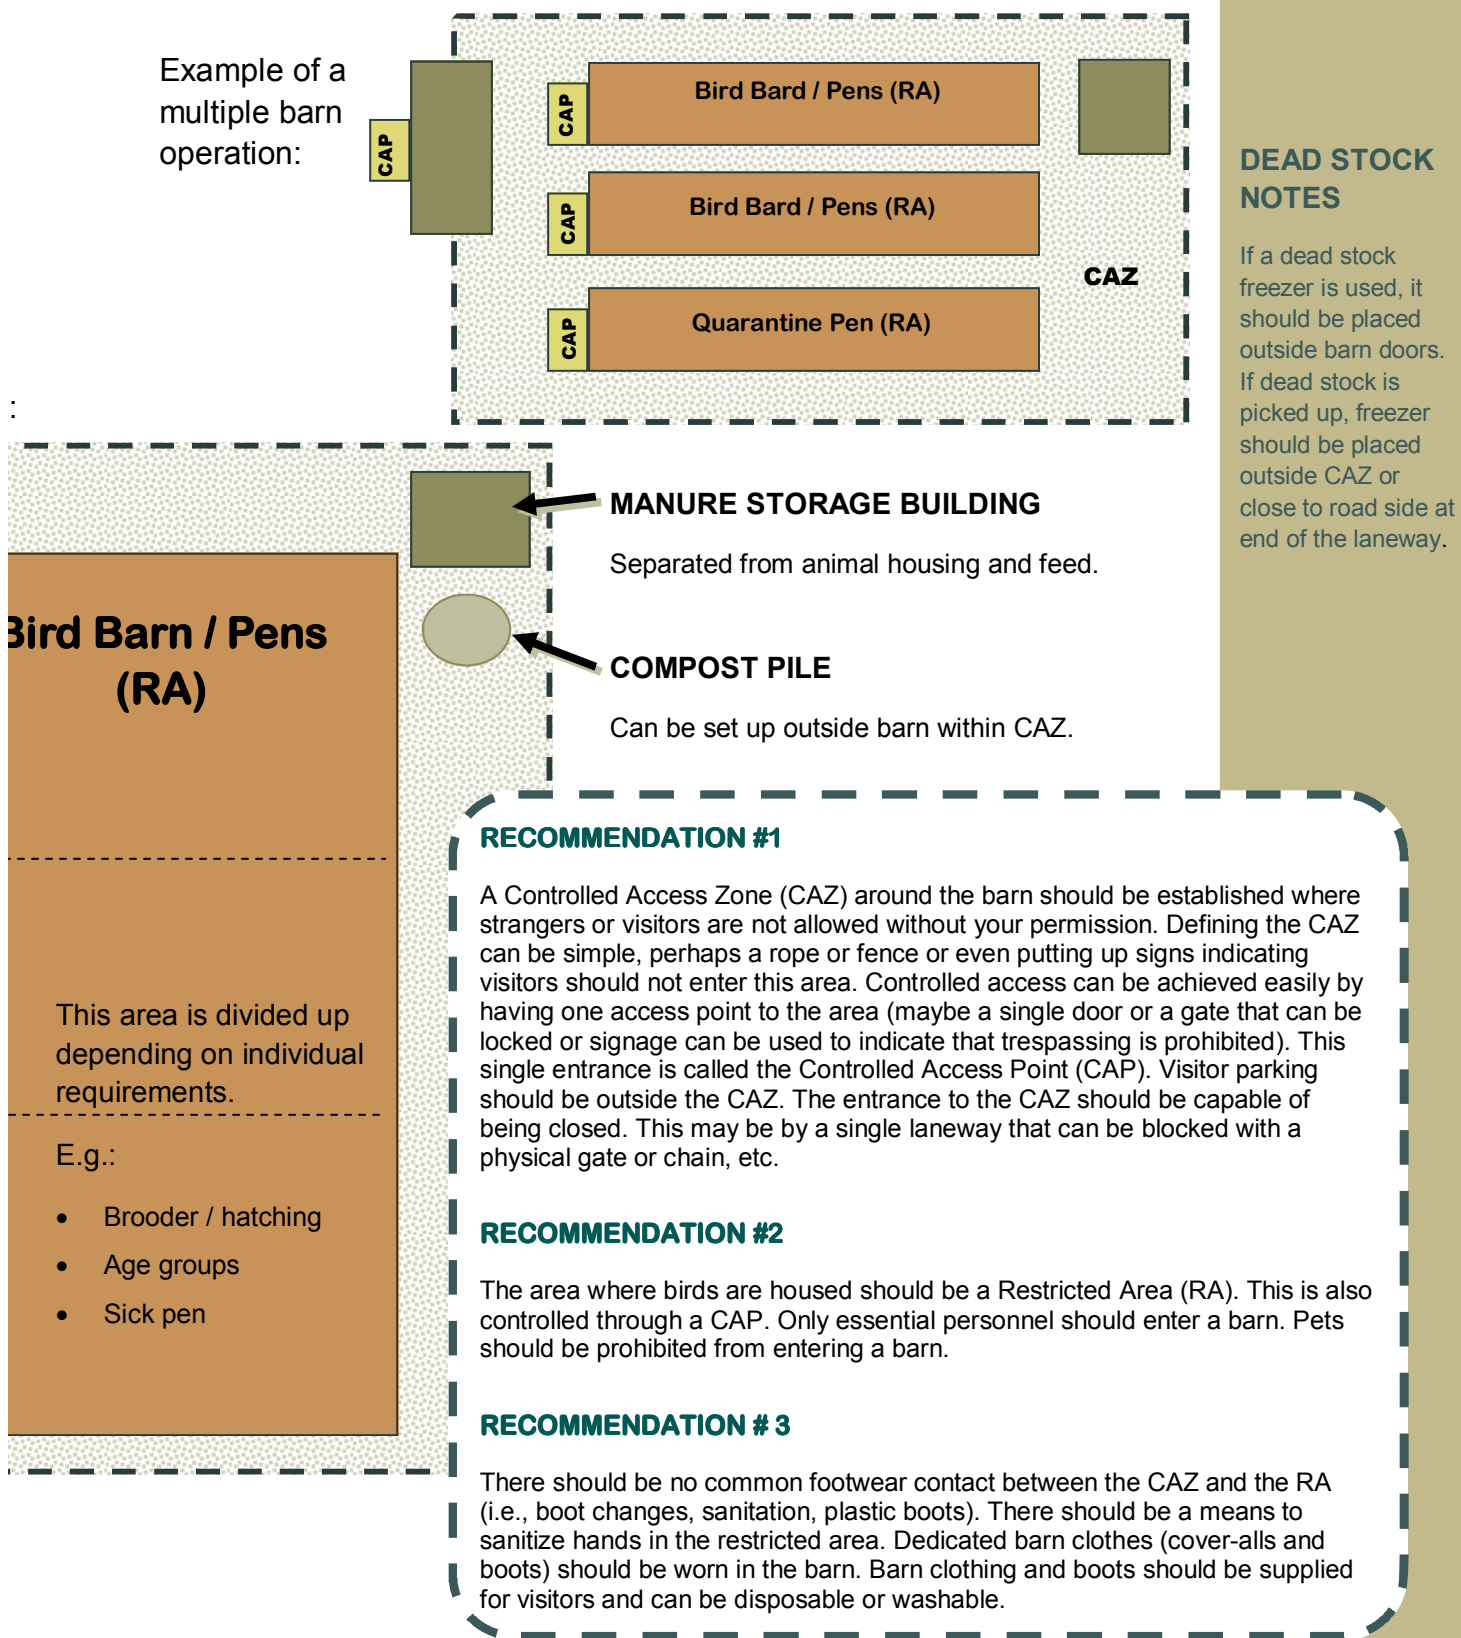 Example of a
multiple barn
operation:
CAP
CAP
Bird Bard / Pens (RA)
CAP
Bird Bard / Pens (RA)
CAZ
CAP
Quarantine Pen (RA)
DEAD STOCK
NOTES
If a dead stock
freezer is used, it
should be placed
outside barn doors.
If dead stock is
picked up, freezer
should be placed
outside CAZ or
close to road side at
end of the laneway.
:
MANURE STORAGE BUILDING
Separated from animal housing and feed.
COMPOST PILE
Can be set up outside barn within CAZ.
Bird Barn / Pens
(RA)
This area is divided up
depending on individual
requirements.
E.g.:
• Brooder / hatching
• Age groups
• Sick pen
RECOMMENDATION #1
A Controlled Access Zone (CAZ) around the barn should be established where
strangers or visitors are not allowed without your permission. Defining the CAZ
can be simple, perhaps a rope or fence or even putting up signs indicating
visitors should not enter this area. Controlled access can be achieved easily by
having one access point to the area (maybe a single door or a gate that can be
locked or signage can be used to indicate that trespassing is prohibited). This
single entrance is called the Controlled Access Point (CAP). Visitor parking
should be outside the CAZ. The entrance to the CAZ should be capable of
being closed. This may be by a single laneway that can be blocked with a
physical gate or chain, etc.
RECOMMENDATION #2
The area where birds are housed should be a Restricted Area (RA). This is also
controlled through a CAP. Only essential personnel should enter a barn. Pets
should be prohibited from entering a barn.
RECOMMENDATION # 3
There should be no common footwear contact between the CAZ and the RA
(i.e., boot changes, sanitation, plastic boots). There should be a means to
sanitize hands in the restricted area. Dedicated barn clothes (cover-alls and
boots) should be worn in the barn. Barn clothing and boots should be supplied
for visitors and can be disposable or washable.